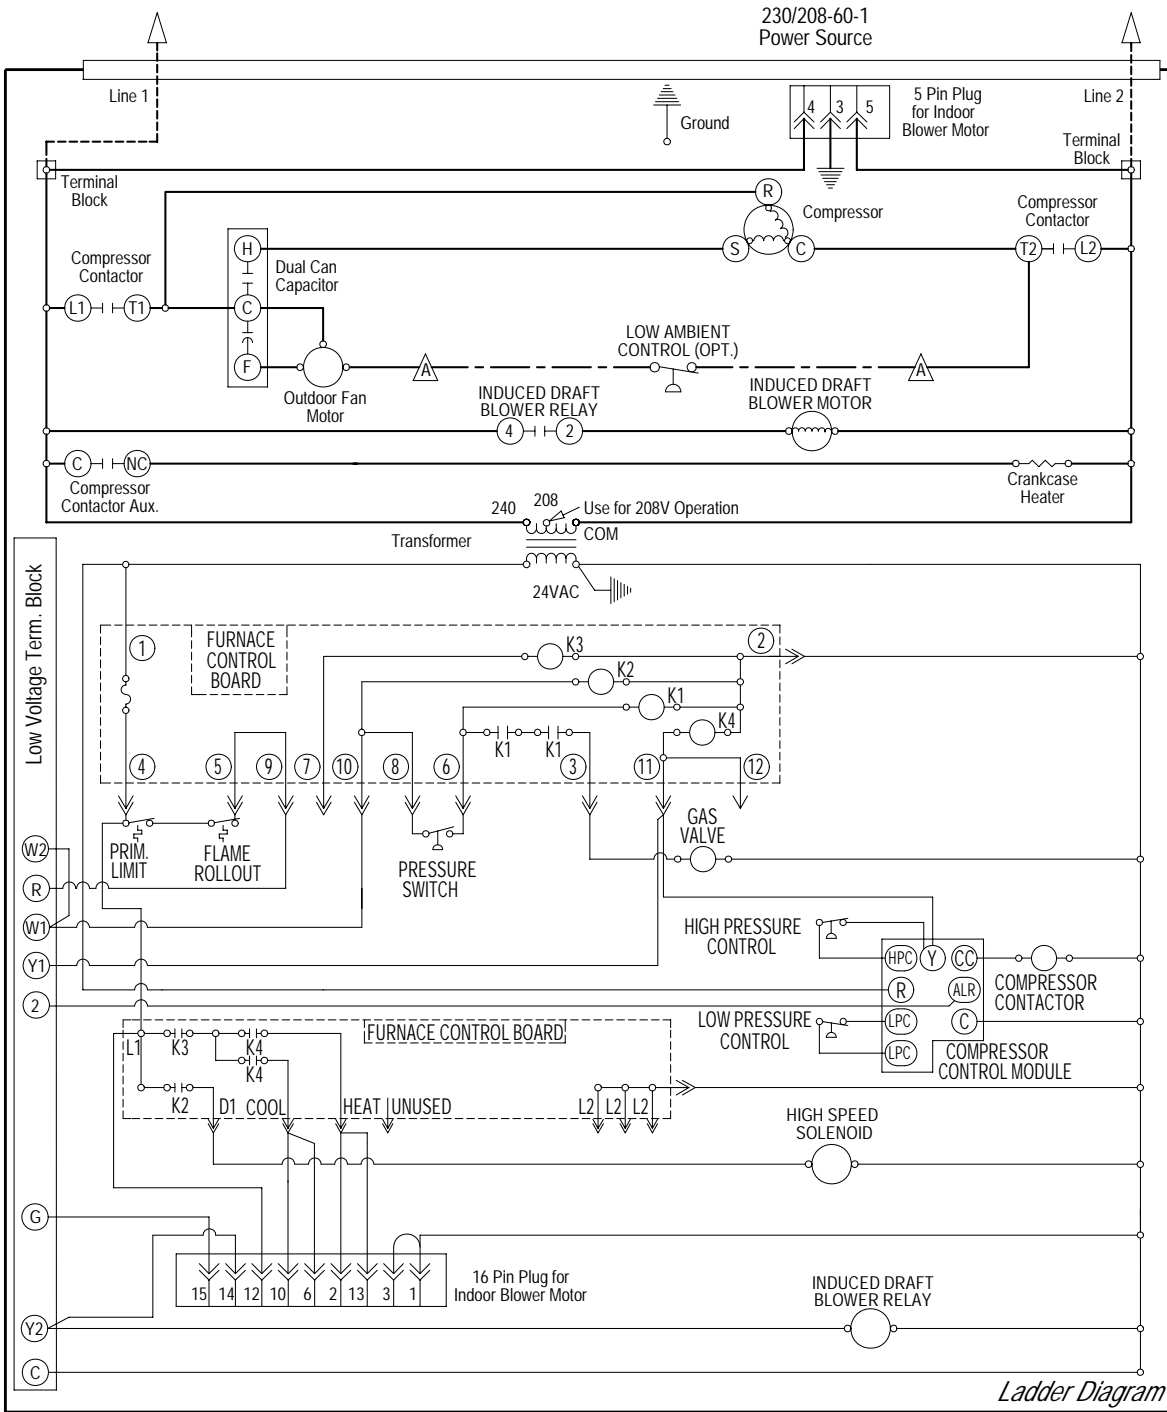 230/208-60-1
Power Source
Line 1
Ground
4 3 5
5 Pin Plug
for Indoor
Blower Motor
Line 2
Terminal
Block
Terminal
Block
R
Compressor
S
C
Compressor
Contactor
T2
L2
H
Dual Can
Capacitor
C
F
Compressor
Contactor
L1
T1
LOW AMBIENT
CONTROL (OPT.)
A
A
Outdoor Fan
Motor
INDUCED DRAFT
BLOWER RELAY
4
2
INDUCED DRAFT
BLOWER MOTOR
C
NC
Compressor
Contactor Aux.
Crankcase
Heater
240
208
Use for 208V Operation
COM
Transformer
24VAC
Low Voltage Term. Block
1
FURNACE
CONTROL
BOARD
K3
2
K2
K1
K4
K1
K1
4
5
9
7
10
8
6
3
11
12
PRIM.
LIMIT
FLAME
ROLLOUT
PRESSURE
SWITCH
GAS
VALVE
W2
R
W1
Y1
2
HIGH PRESSURE
CONTROL
HPC
Y
CC
R
ALR
COMPRESSOR
CONTACTOR
LOW PRESSURE
CONTROL
LPC
C
LPC
COMPRESSOR
CONTROL MODULE
FURNACE CONTROL BOARD
L1
K3
K4
K4
K2
D1
COOL
HEAT
UNUSED
L2
L2
L2
HIGH SPEED
SOLENOID
G
15 14 12 10 6 2 13 3 1
16 Pin Plug for
Indoor Blower Motor
INDUCED DRAFT
BLOWER RELAY
Y2
C
Ladder Diagram